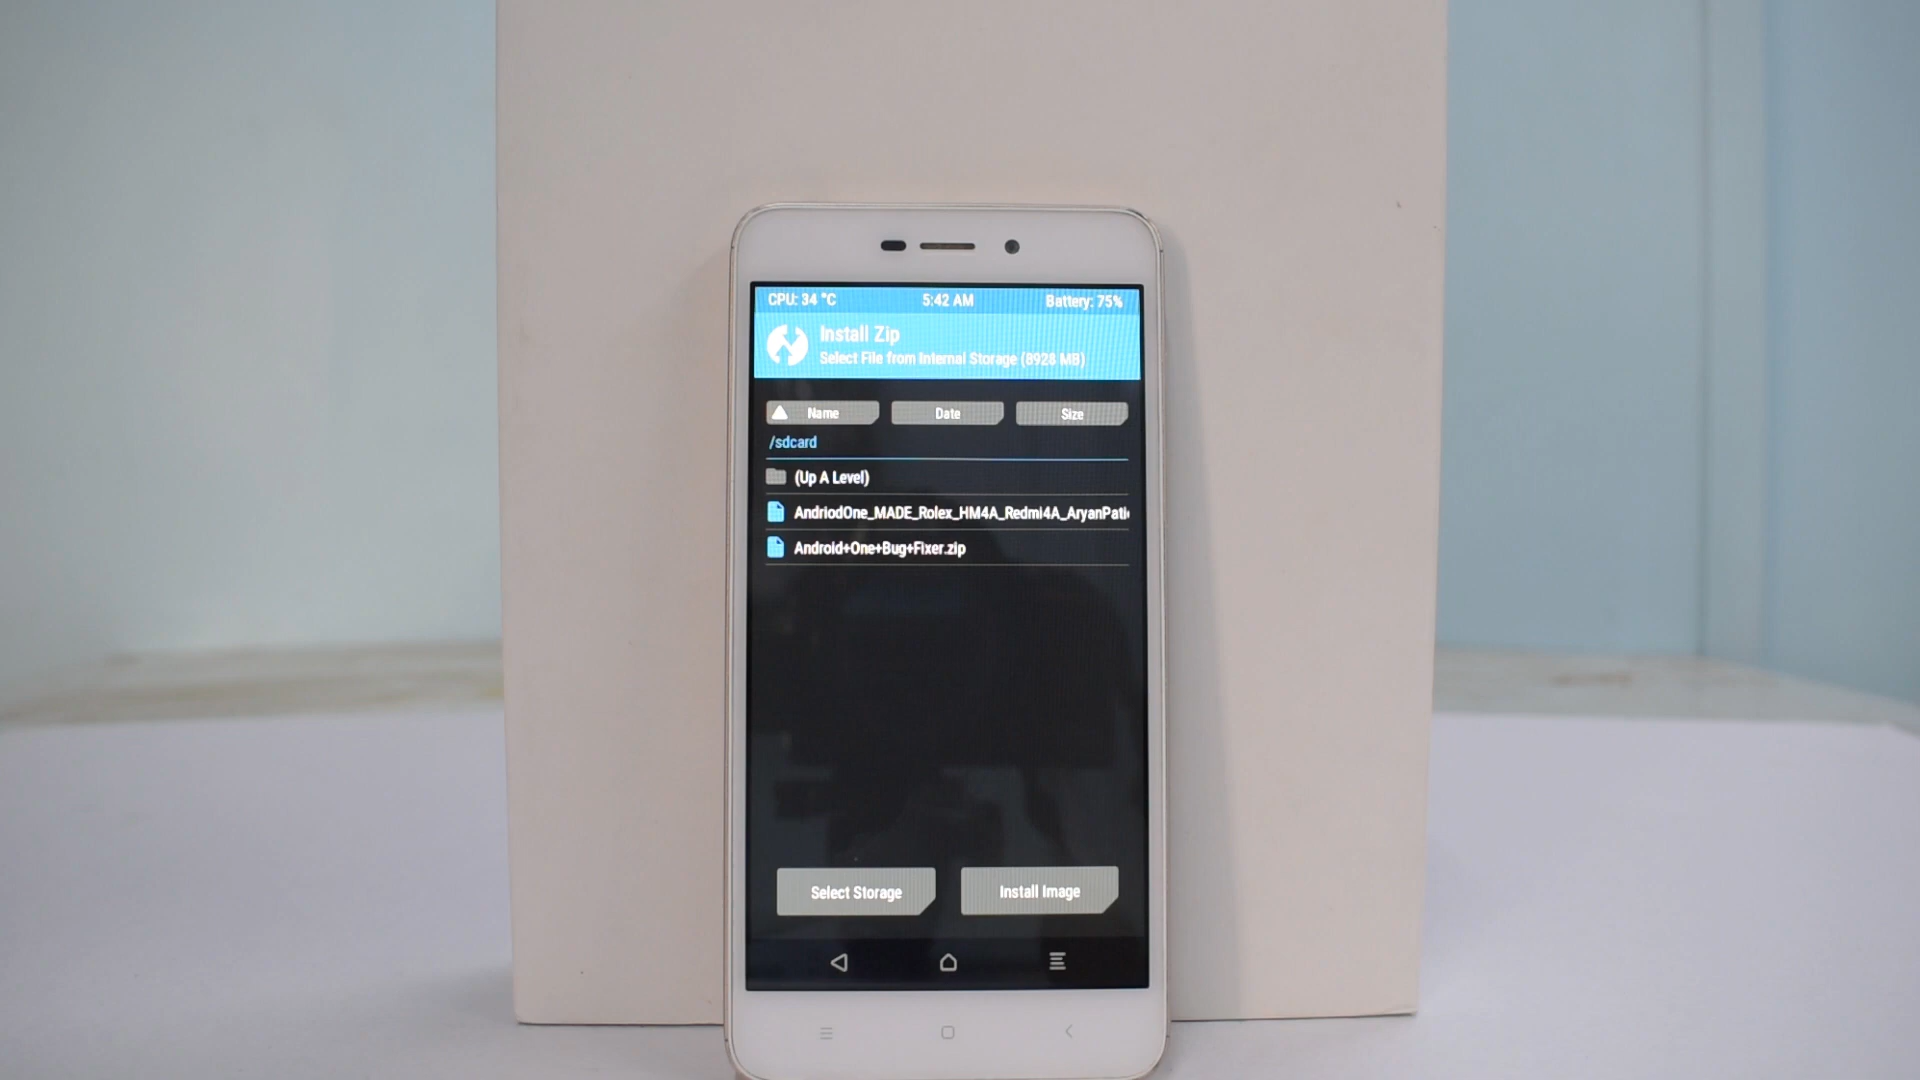 CPU: 34 °C 5:42 AM Battery: 75%
Install Zip
Select File from Internal Storage (8928 MB)
Name Date Size
/sdcard
(Up A Level)
AndriodOne_MADE_Rolex_HM4A_Redmi4A_AryanPati
Android+One+Bug+Fixer.zip
Select Storage Install Image